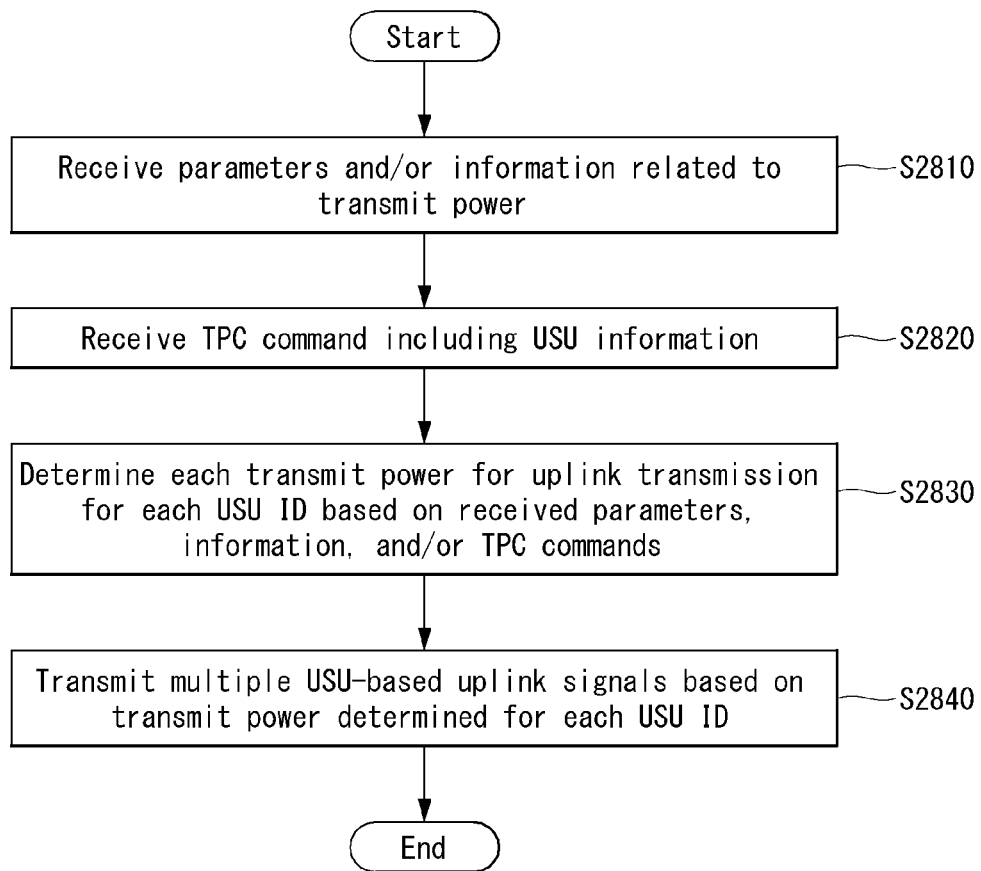 Start
Receive parameters and/or information related to
transmit power
S2810
Receive TPC command including USU information
S2820
Determine each transmit power for uplink transmission
for each USU ID based on received parameters,
information, and/or TPC commands
S2830
Transmit multiple USU-based uplink signals based on
transmit power determined for each USU ID
S2840
End